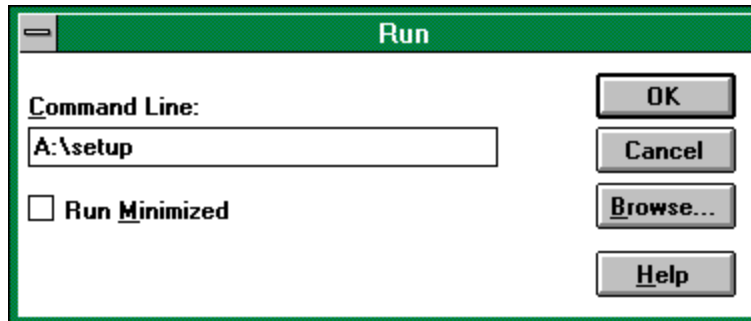 Run
Command Line:
A:\setup
Run Minimized
OK
Cancel
Browse...
Help